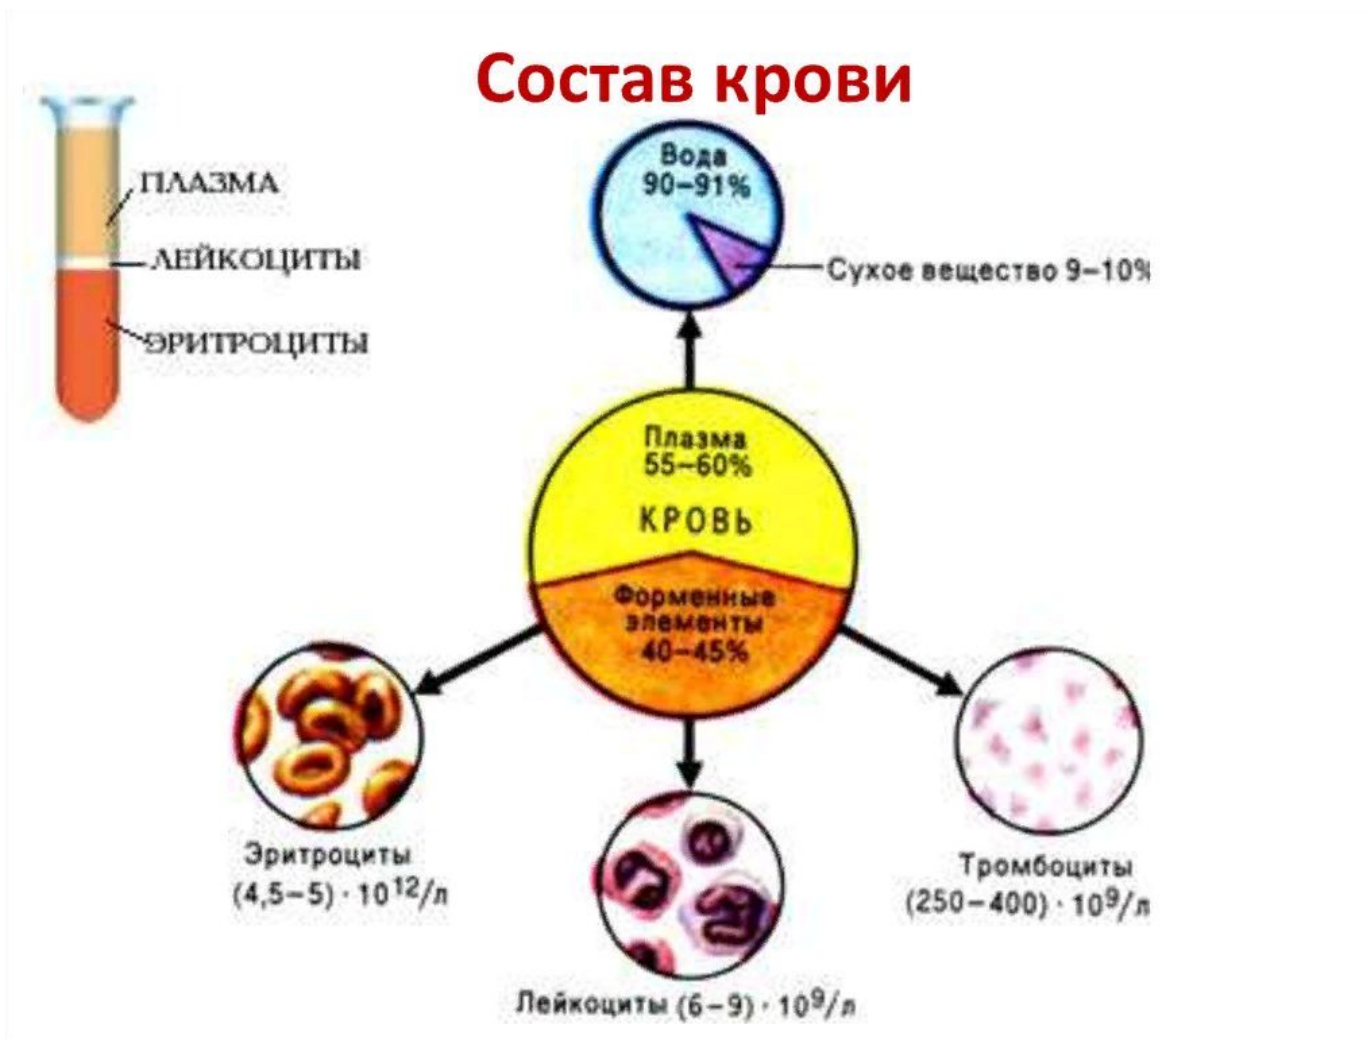 Состав крови
ПЛАЗМА
ЛЕЙКОЦИТЫ
ЭРИТРОЦИТЫ
Вода
90–91%
Сухое вещество 9–10%
Плазма
55–60%
КРОВЬ
Форменные
элементы
40–45%
Эритроциты
(4,5–5) · 10¹²/л
Тромбоциты
(250–400) · 10⁹/л
Лейкоциты (6–9) · 10⁹/л